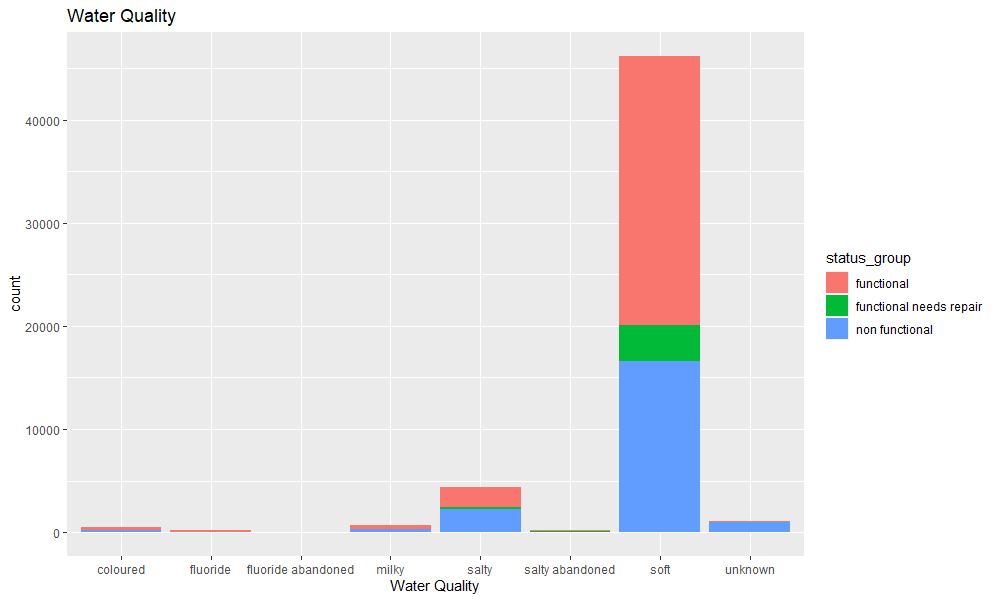 Water Quality
count
40000
30000
20000
10000
0
coloured fluoride fluoride abandoned milky salty salty abandoned soft unknown
Water Quality
status_group
functional
functional needs repair
non functional